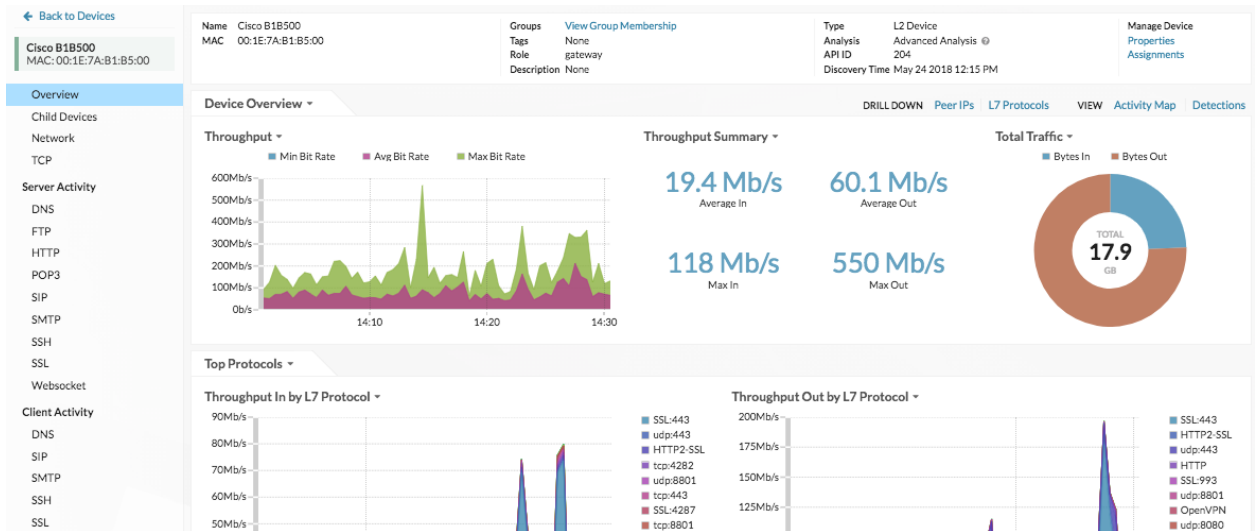 Back to Devices
Cisco B1B500
MAC: 00:1E:7A:B1:B5:00
Overview
Child Devices
Network
TCP
Server Activity
DNS
FTP
HTTP
POP3
SIP
SMTP
SSH
SSL
Websocket
Client Activity
DNS
SIP
SMTP
SSH
SSL
Name Cisco B1B500
MAC 00:1E:7A:B1:B5:00
Groups View Group Membership
Tags None
Role gateway
Description None
Type L2 Device
Analysis Advanced Analysis
API ID 204
Discovery Time May 24 2018 12:15 PM
Manage Device
Properties
Assignments
Device Overview
DRILL DOWN Peer IPs L7 Protocols VIEW Activity Map Detections
Throughput
Min Bit Rate Avg Bit Rate Max Bit Rate
600Mb/s
500Mb/s
400Mb/s
300Mb/s
200Mb/s
100Mb/s
0b/s
14:10 14:20 14:30
Throughput Summary
19.4 Mb/s 60.1 Mb/s
Average In Average Out
118 Mb/s 550 Mb/s
Max In Max Out
Total Traffic
Bytes In Bytes Out
TOTAL
17.9
GB
Top Protocols
Throughput In by L7 Protocol
90Mb/s
80Mb/s
70Mb/s
60Mb/s
50Mb/s
SSL:443
udp:443
HTTP2-SSL
tcp:4282
udp:8801
tcp:443
SSL:4287
tcp:8801
Throughput Out by L7 Protocol
200Mb/s
175Mb/s
150Mb/s
125Mb/s
SSL:443
HTTP2-SSL
udp:443
HTTP
SSL:993
udp:8801
OpenVPN
udp:8080